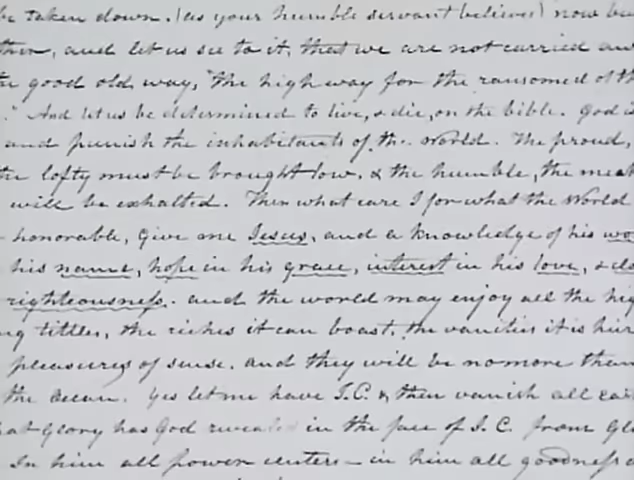 be taken down. (as your humble servant believes) now
then, and let us see to it, that we are not carried
the good old way, "the high way for the ransomed of
." And let us be determined to live, & die, on the bible. God is
and punish the inhabitants of the world. The proud,
the lofty must be brought low, & the humble, the meek
will be exhalted. Then what care I for what the World
honorable, Give me Jesus, and a knowledge of his
his name, hope in his grace, interest in his love, &
righteousness. and the world may enjoy all the
tittles, the riches it can boast, the vanities it is
pleasures of sense. and they will be no more than
the Ocean. Yes let me have J.C. & then vanish all
Glory has God in the face of J.C. from
In him all power centers – in him all goodness